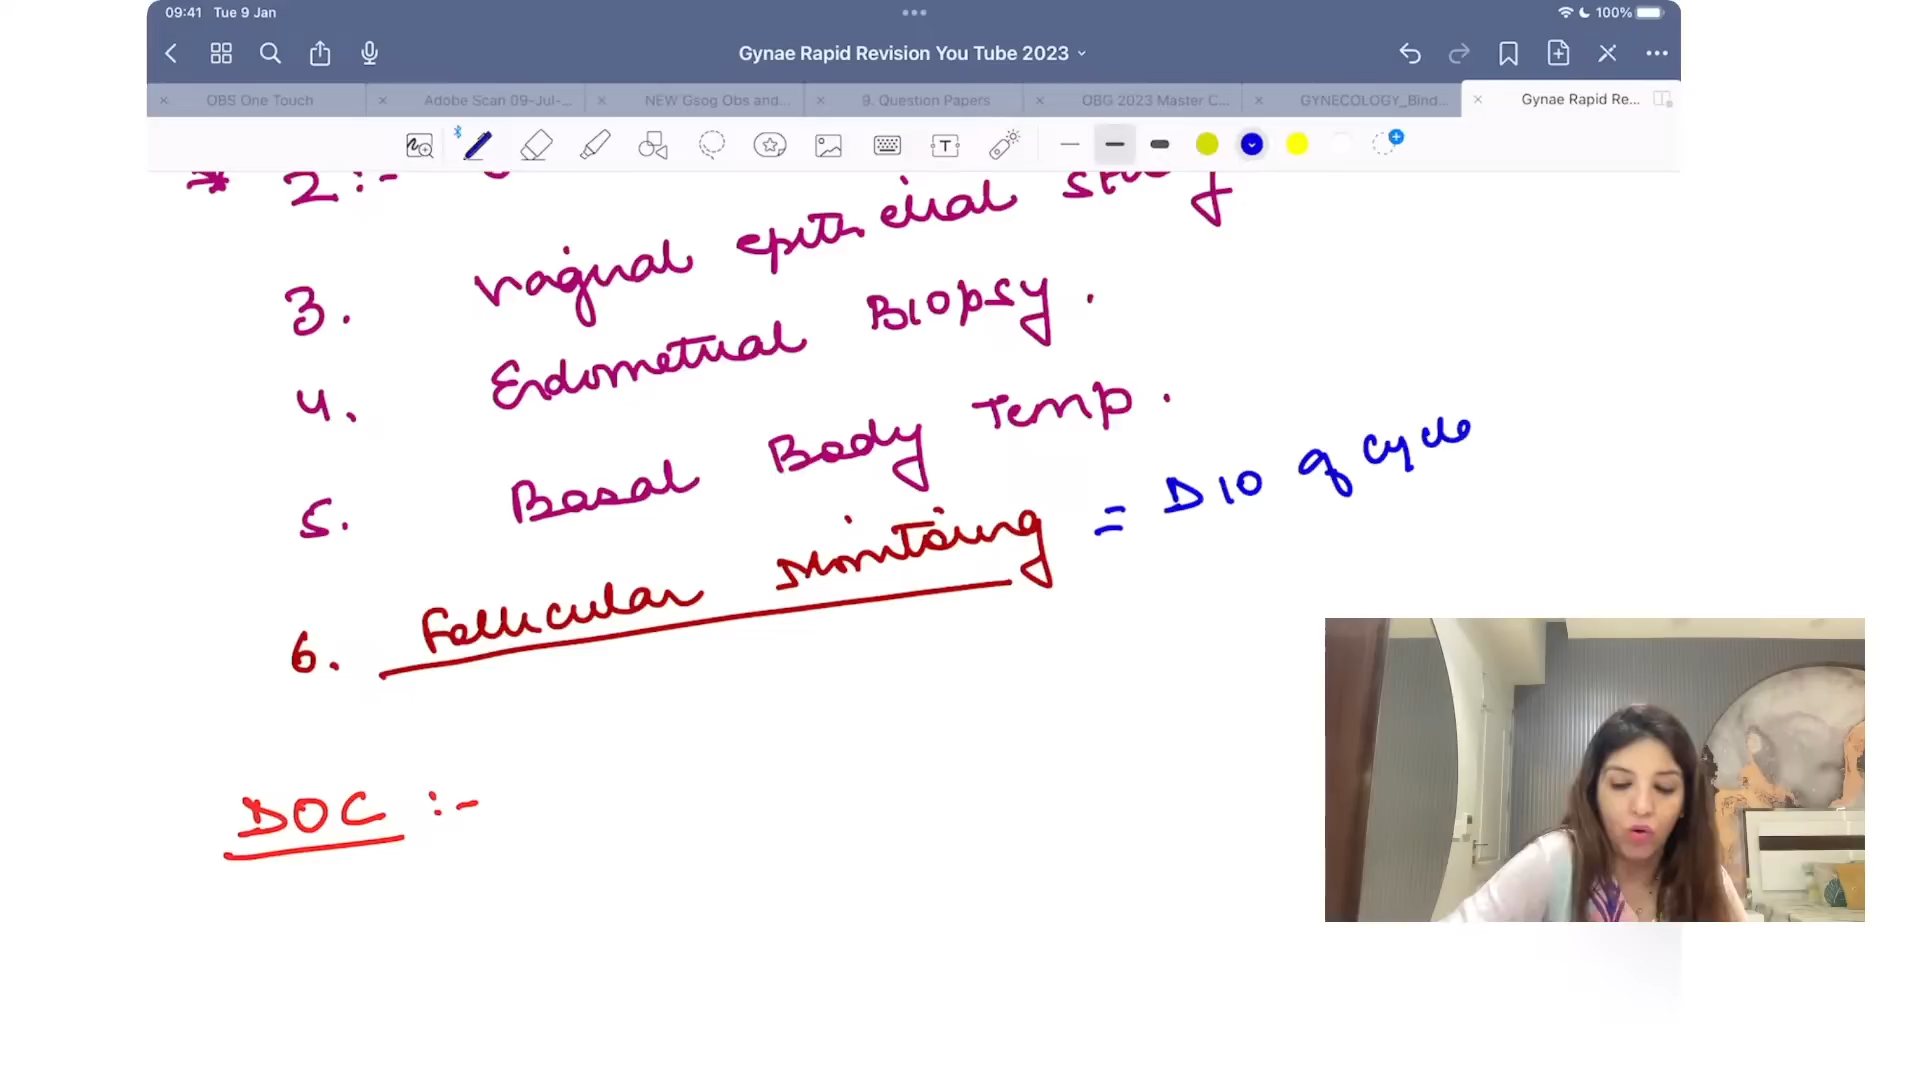 09:41 Tue 9 Jan
100%
Gynae Rapid Revision You Tube 2023
OBS One Touch
Adobe Scan 09-Jul-...
NEW Gsog Obs and...
9. Question Papers
OBG 2023 Master C...
GYNECOLOGY_Bind...
Gynae Rapid Re...
* 2 :-
3. vaginal epithelial study
4. Endometrial Biopsy.
5. Basal Body Temp.
6. Follicular Monitoring = D10 of cycle
DOC :-